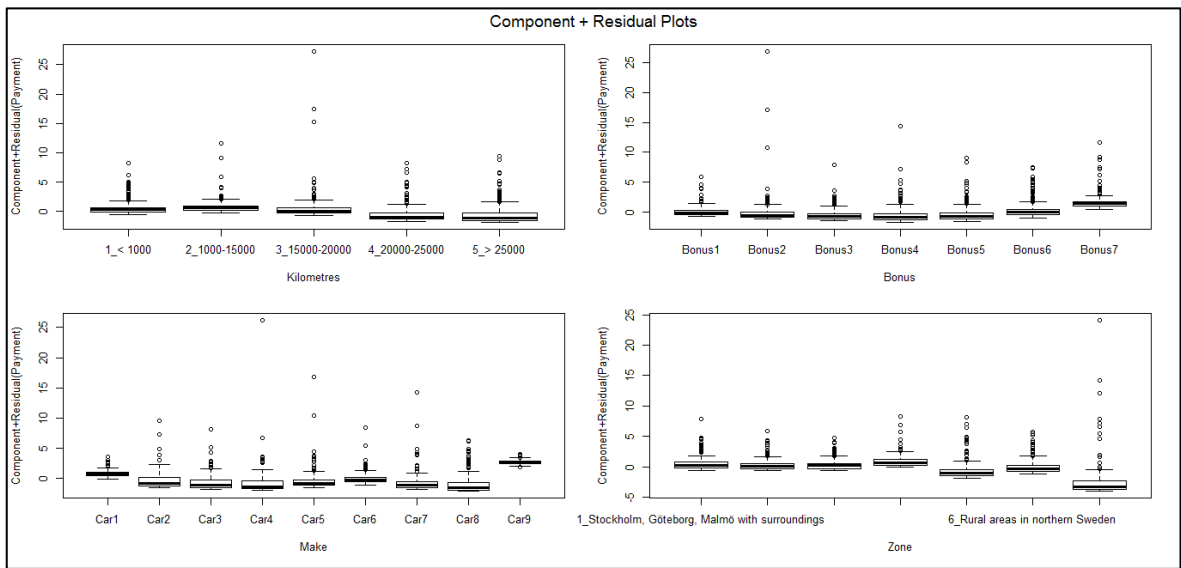 Component + Residual Plots
Component+Residual(Payment)
25
20
15
10
5
0
1_< 1000 2_1000-15000 3_15000-20000 4_20000-25000 5_> 25000
Kilometres
Component+Residual(Payment)
25
20
15
10
5
0
Bonus1 Bonus2 Bonus3 Bonus4 Bonus5 Bonus6 Bonus7
Bonus
Component+Residual(Payment)
25
20
15
10
5
0
Car1 Car2 Car3 Car4 Car5 Car6 Car7 Car8 Car9
Make
Component+Residual(Payment)
25
20
15
10
5
0
-5
1_Stockholm, Göteborg, Malmö with surroundings 6_Rural areas in northern Sweden
Zone